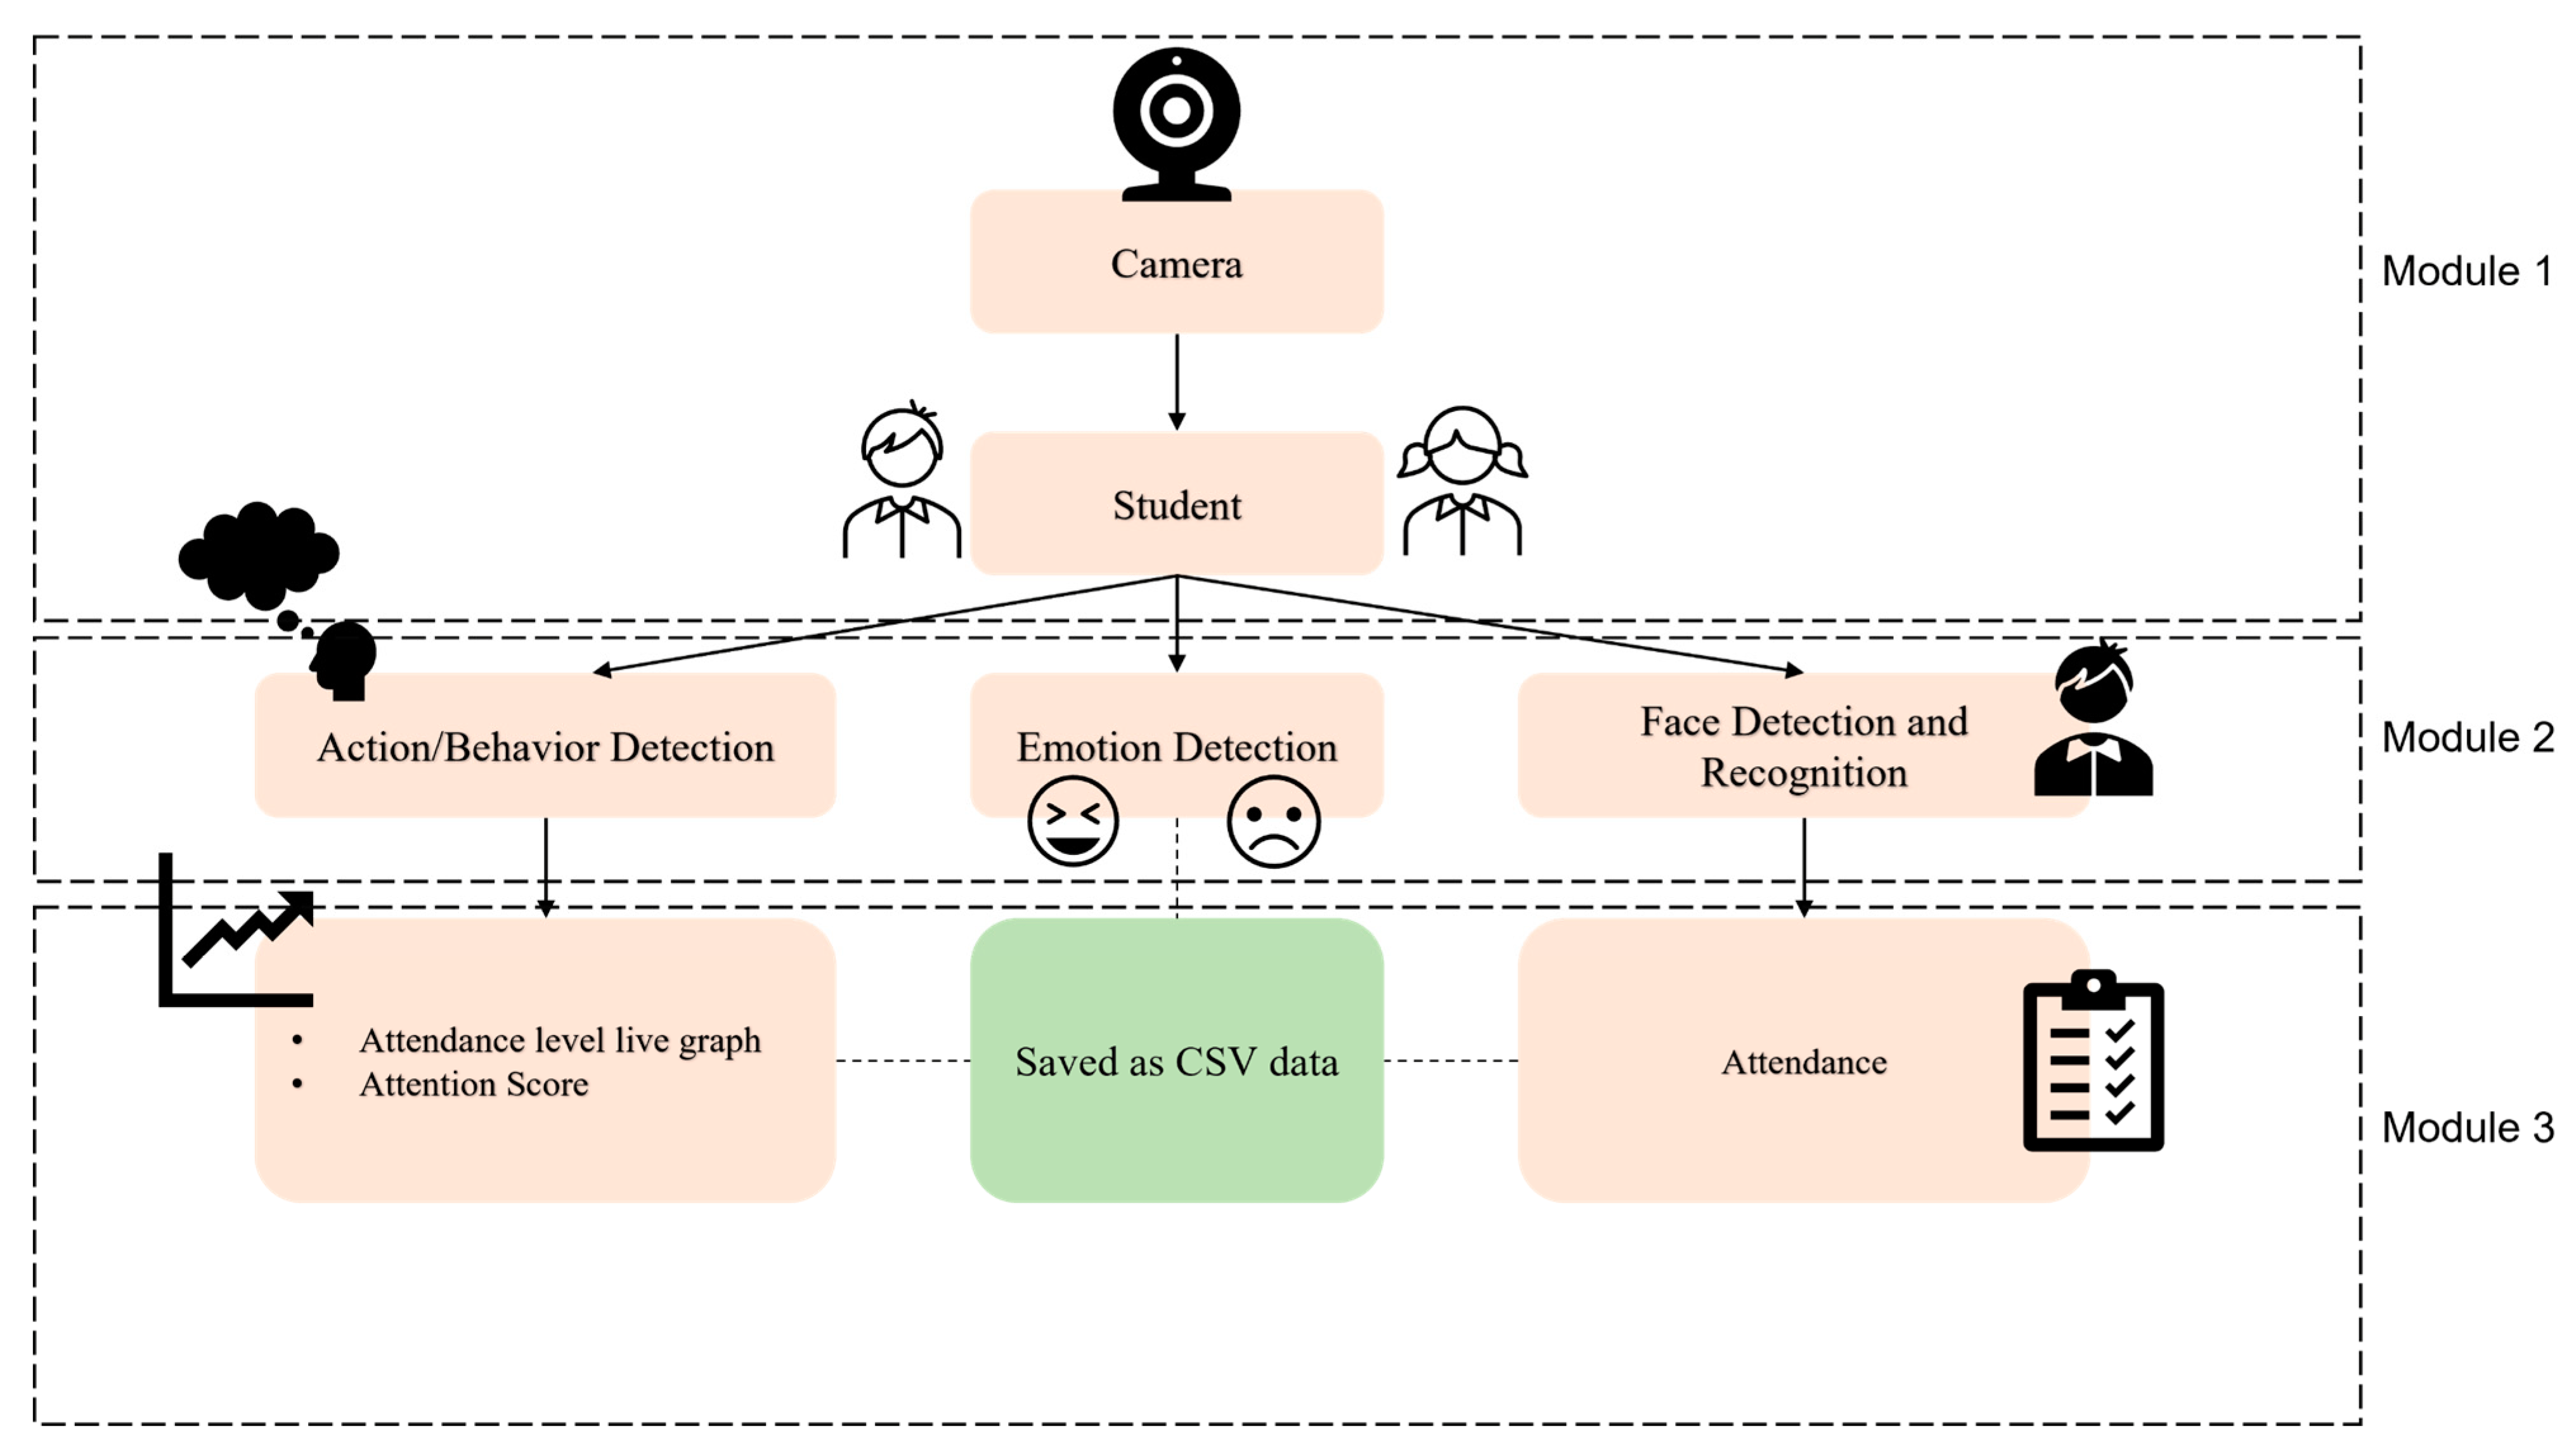 Camera
Module 1
Student
Action/Behavior Detection
Emotion Detection
Face Detection and
Recognition
Module 2
• Attendance level live graph
• Attention Score
Saved as CSV data
Attendance
Module 3